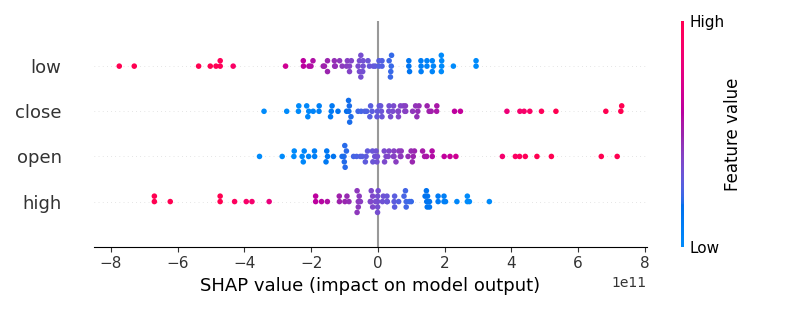 High
low
close
open
high
Feature value
Low
−8 −6 −4 −2 0 2 4 6 8
1e11
SHAP value (impact on model output)